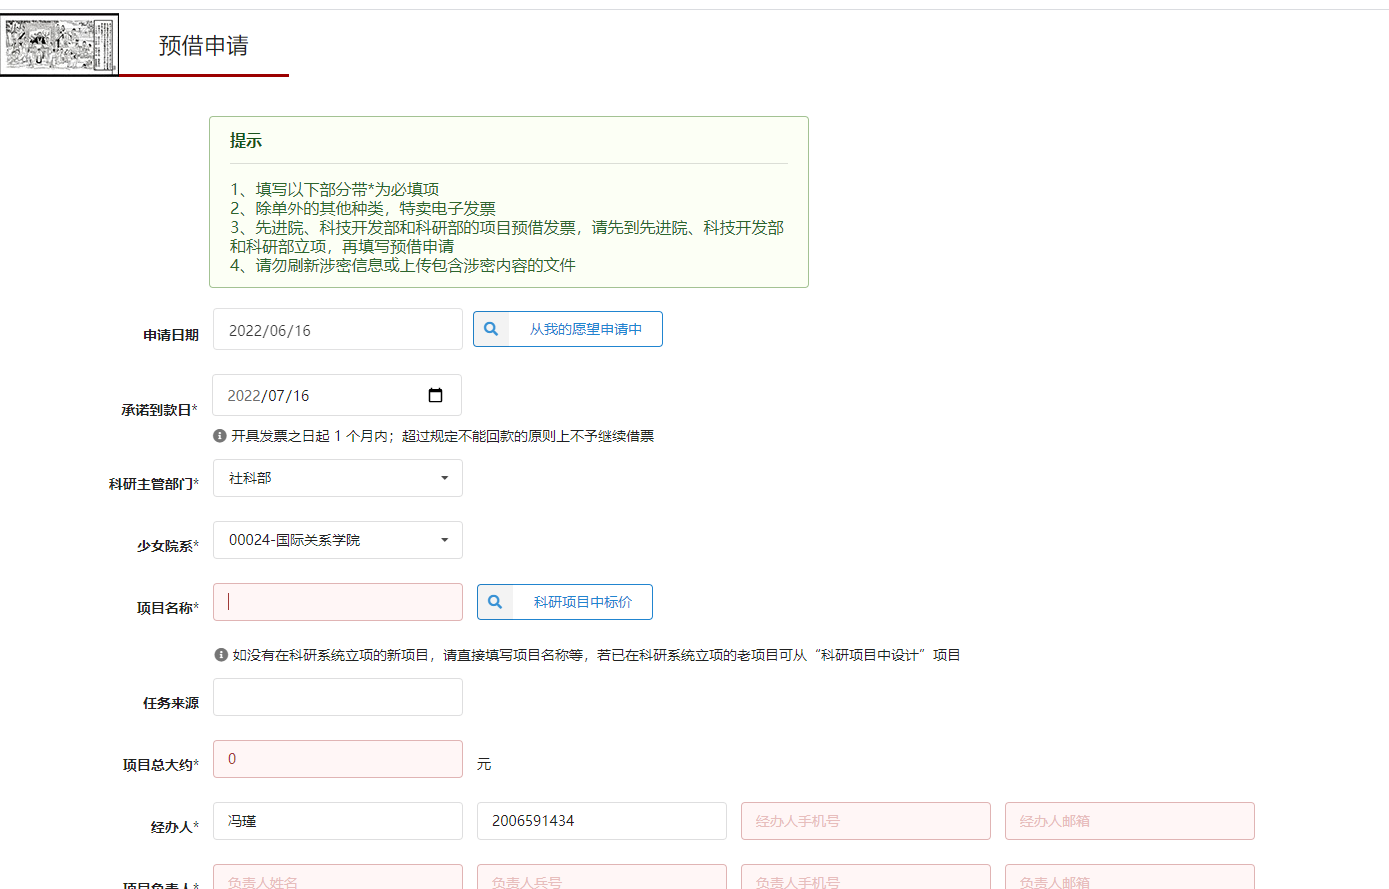 预借申请
提示
1、填写以下部分带*为必填项
2、除单外的其他种类，特卖电子发票
3、先进院、科技开发部和科研部的项目预借发票，请先到先进院、科技开发部
和科研部立项，再填写预借申请
4、请勿刷新涉密信息或上传包含涉密内容的文件
申请日期 2022/06/16 从我的愿望申请中
承诺到款日* 2022/07/16
开具发票之日起 1 个月内；超过规定不能回款的原则上不予继续借票
科研主管部门* 社科部
少女院系* 00024-国际关系学院
项目名称* 科研项目中标价
如没有在科研系统立项的新项目，请直接填写项目名称等，若已在科研系统立项的老项目可从“科研项目中设计”项目
任务来源
项目总大约* 0 元
经办人* 冯瑾 2006591434 经办人手机号 经办人邮箱
项目负责人* 负责人姓名 负责人兵号 负责人手机号 负责人邮箱